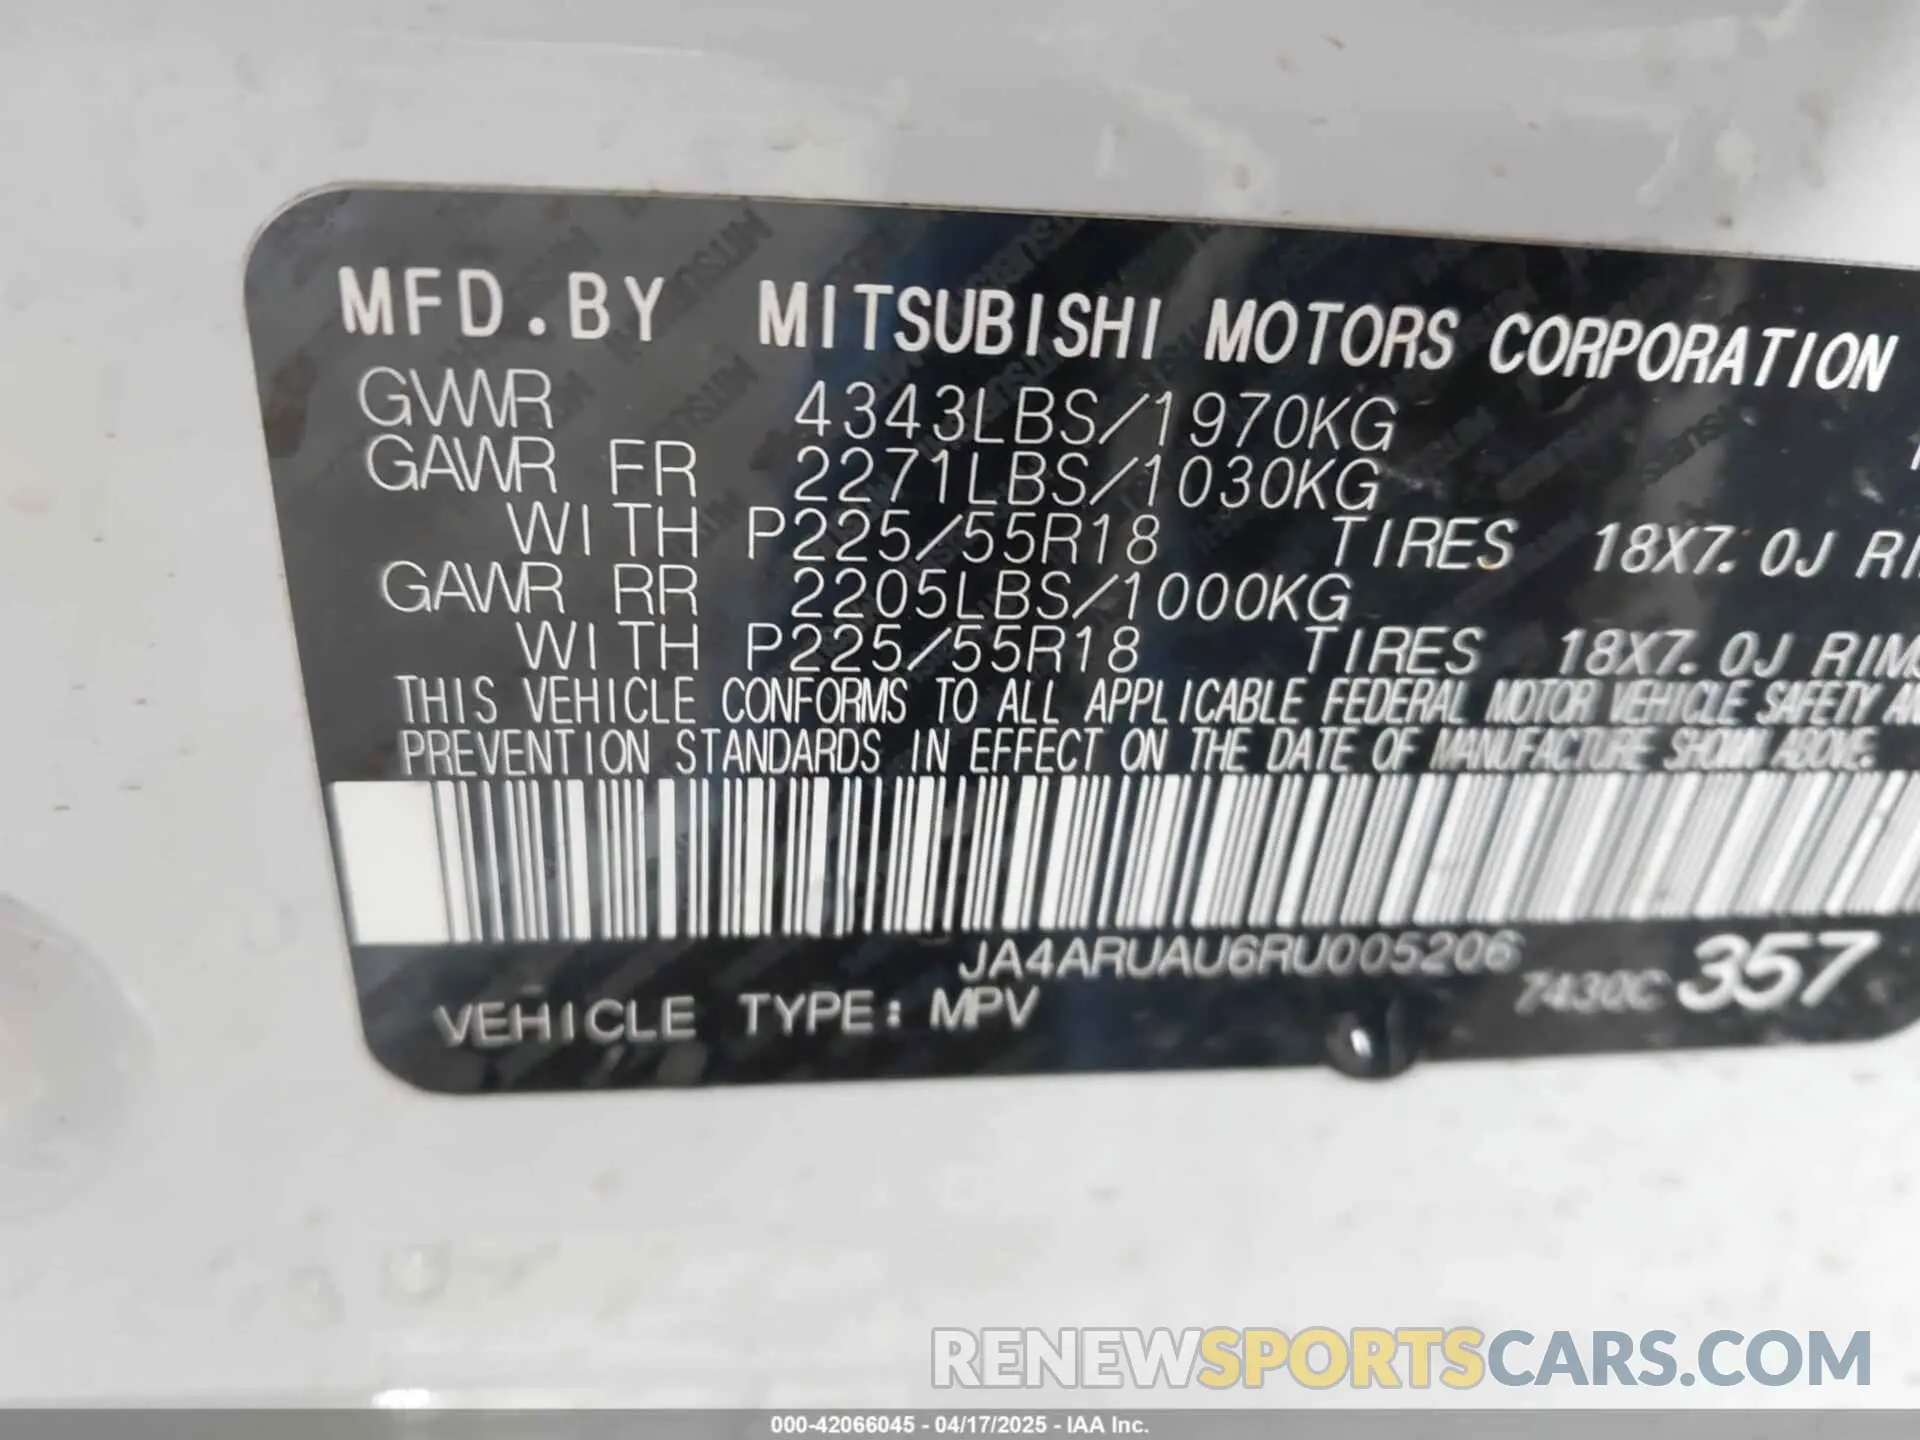 MFD.BY MITSUBISHI MOTORS CORPORATION
GVWR 4343LBS/1970KG
GAWR FR 2271LBS/1030KG
WITH P225/55R18 TIRES 18X7.0J
GAWR RR 2205LBS/1000KG
WITH P225/55R18 TIRES 18X7.0J RIMS
THIS VEHICLE CONFORMS TO ALL APPLICABLE FEDERAL MOTOR VEHICLE SAFETY
PREVENTION STANDARDS IN EFFECT ON THE DATE OF MANUFACTURE SHOWN ABOVE.
JA4ARUAU6RU005206
7430C 357
VEHICLE TYPE: MPV
RENEWSPORTSCARS.COM
000-42066045 - 04/17/2025 - IAA Inc.